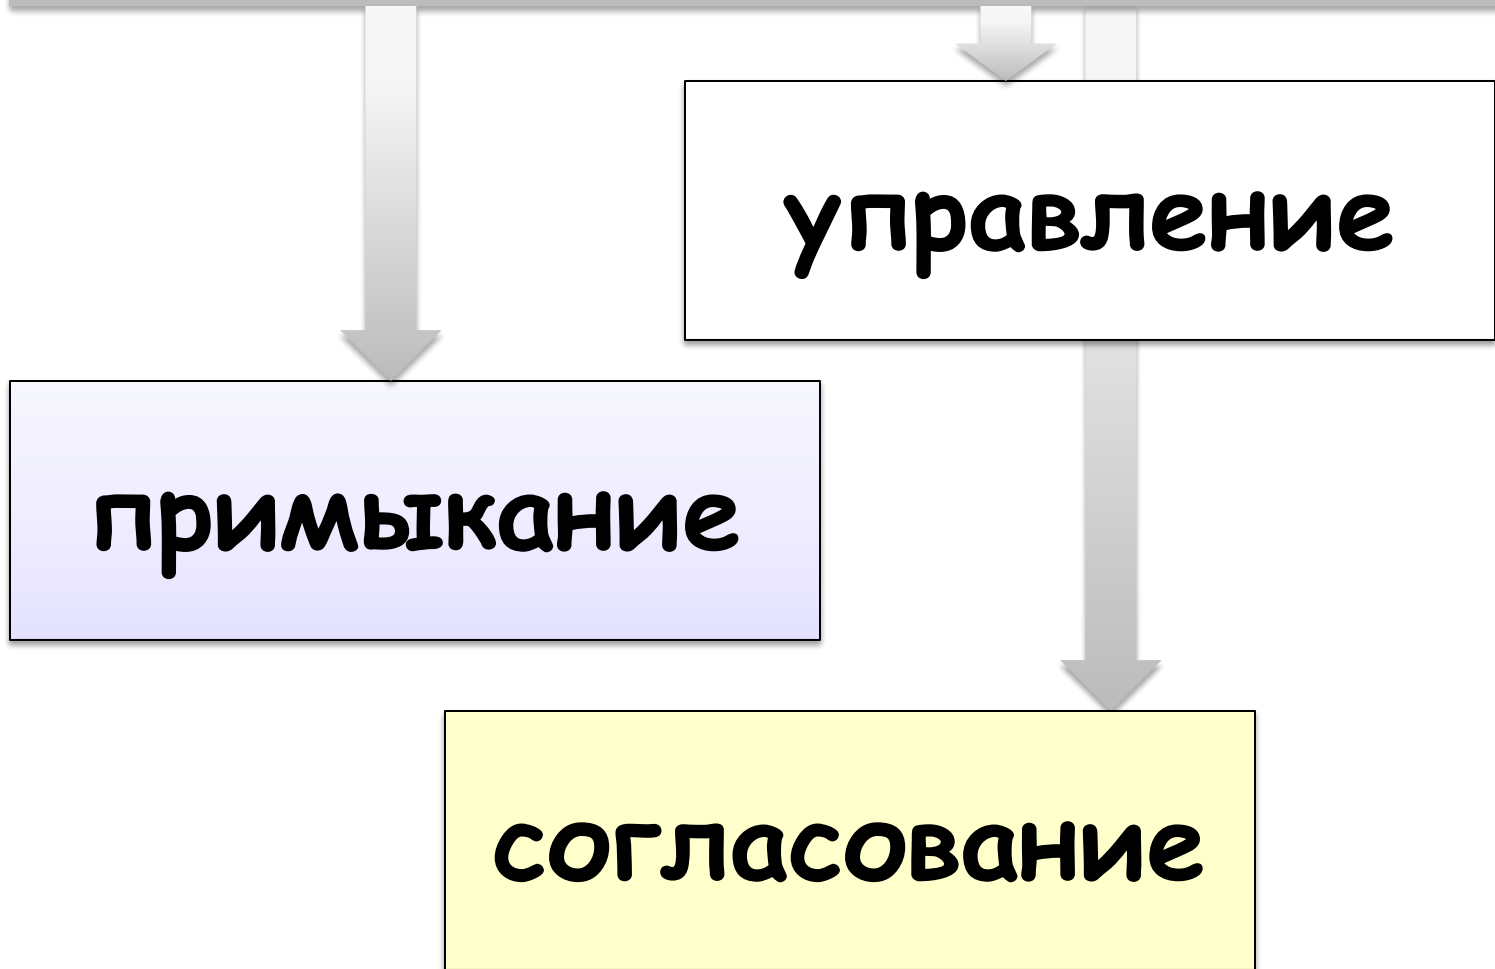 управление
примыкание
согласование